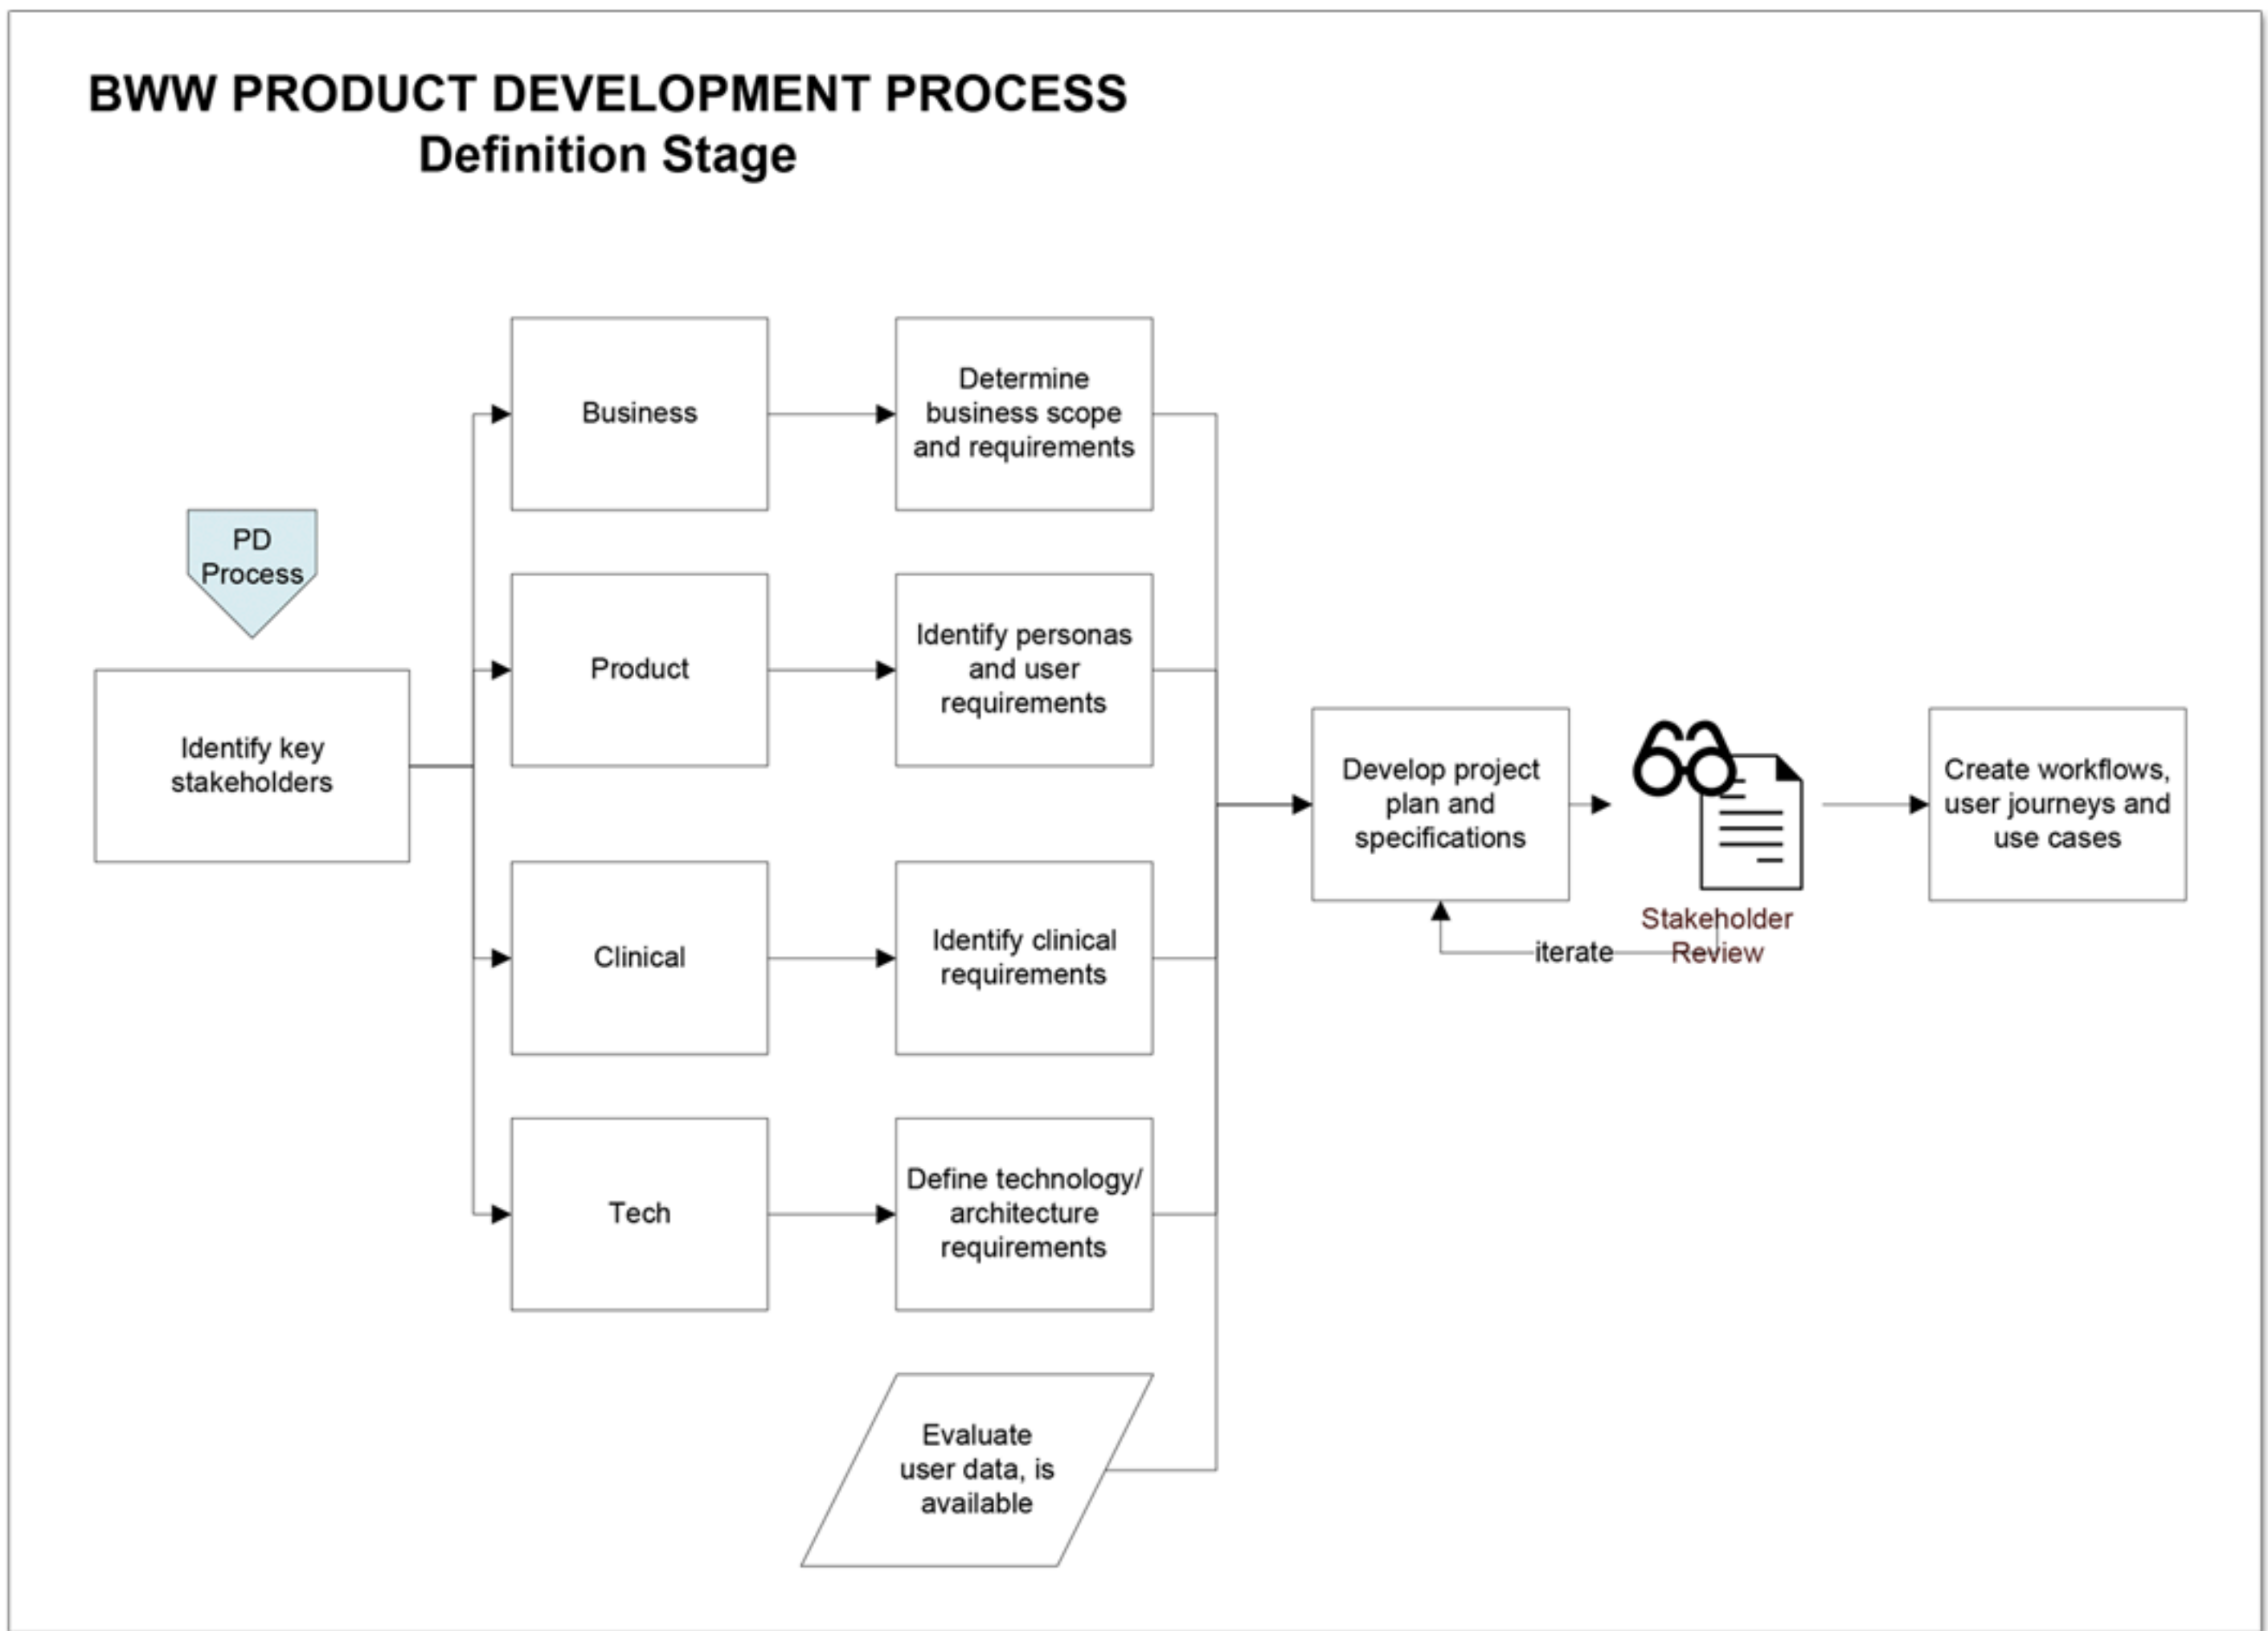 BWW PRODUCT DEVELOPMENT PROCESS
Definition Stage
PD
Process
Identify key
stakeholders
Business
Determine
business scope
and requirements
Product
Identify personas
and user
requirements
Clinical
Identify clinical
requirements
Tech
Define technology/
architecture
requirements
Evaluate
user data, is
available
Develop project
plan and
specifications
Stakeholder
Review
iterate
Create workflows,
user journeys and
use cases